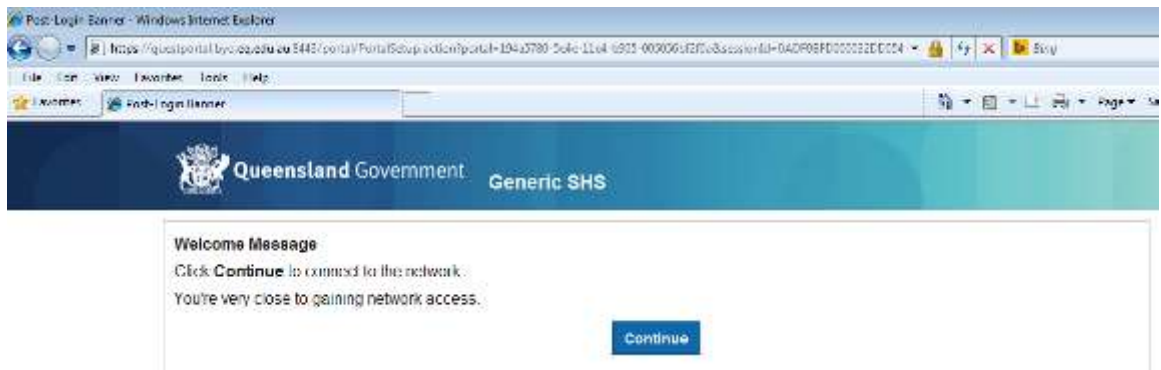 Post-Login Banner - Windows Internet Explorer
Bing
File Edit View Favorites Tools Help
Favorites Post-Login Banner Page
Queensland Government Generic SHS
Welcome Message
Click Continue to connect to the network.
You're very close to gaining network access.
Continue